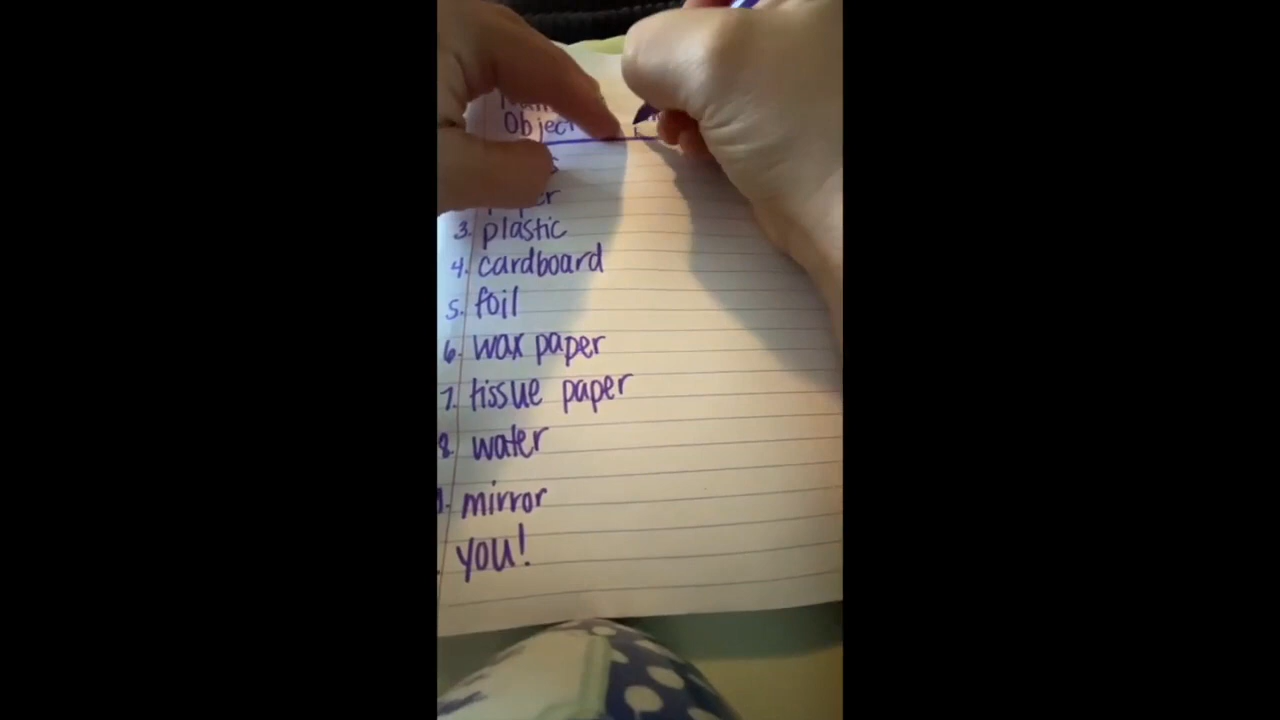 Object
3. plastic
4. cardboard
5. foil
6. wax paper
7. tissue paper
8. water
mirror
you!